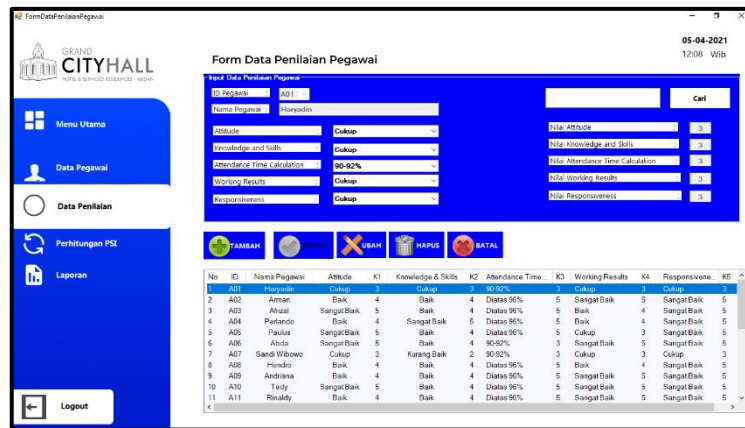 FormDataPenilaianPegawai
GRAND
CITYHALL
HOTEL & SERVICED RESIDENCES - MEDAN
05-04-2021
12:08 Wib
Form Data Penilaian Pegawai
Menu Utama
Data Pegawai
Data Penilaian
Perhitungan PSI
Laporan
Logout
Input Data Penilaian Pegawai
ID Pegawai : A01
Nama Pegawai : Haryadin
Cari
Attitude : Cukup
Knowledge and Skills : Cukup
Attendance Time Calculation : 90-92%
Working Results : Cukup
Responsiveness : Cukup
Nilai Attitude : 3
Nilai Knowledge and Skills : 3
Nilai Attendance Time Calculation : 3
Nilai Working Results : 3
Nilai Responsiveness : 3
TAMBAH UBAH HAPUS BATAL
No ID Nama Pegawai Attitude K1 Knowledge & Skills K2 Attendance Time ... K3 Working Results K4 Responsivene... K5
1 A01 Haryadin Cukup 3 Cukup 3 90-92% 3 Cukup 3 Cukup 3
2 A02 Arman Baik 4 Baik 4 Diatas 96% 5 Sangat Baik 5 Sangat Baik 5
3 A03 Afrizal Sangat Baik 5 Baik 4 Diatas 96% 5 Baik 4 Sangat Baik 5
4 A04 Perlando Baik 4 Sangat Baik 5 Diatas 96% 5 Baik 4 Sangat Baik 5
5 A05 Paulus Sangat Baik 5 Baik 4 Diatas 96% 5 Cukup 3 Sangat Baik 5
6 A06 Abda Sangat Baik 5 Baik 4 90-92% 3 Sangat Baik 5 Sangat Baik 5
7 A07 Sandi Wibowo Cukup 3 Kurang Baik 2 90-92% 3 Cukup 3 Cukup 3
8 A08 Hendro Baik 4 Baik 4 Diatas 96% 5 Baik 4 Sangat Baik 5
9 A09 Andriana Baik 4 Baik 4 Diatas 96% 5 Sangat Baik 5 Sangat Baik 5
10 A10 Tedy Sangat Baik 5 Baik 4 Diatas 96% 5 Sangat Baik 5 Sangat Baik 5
11 A11 Rinaldy Baik 4 Baik 4 Diatas 96% 5 Sangat Baik 5 Sangat Baik 5